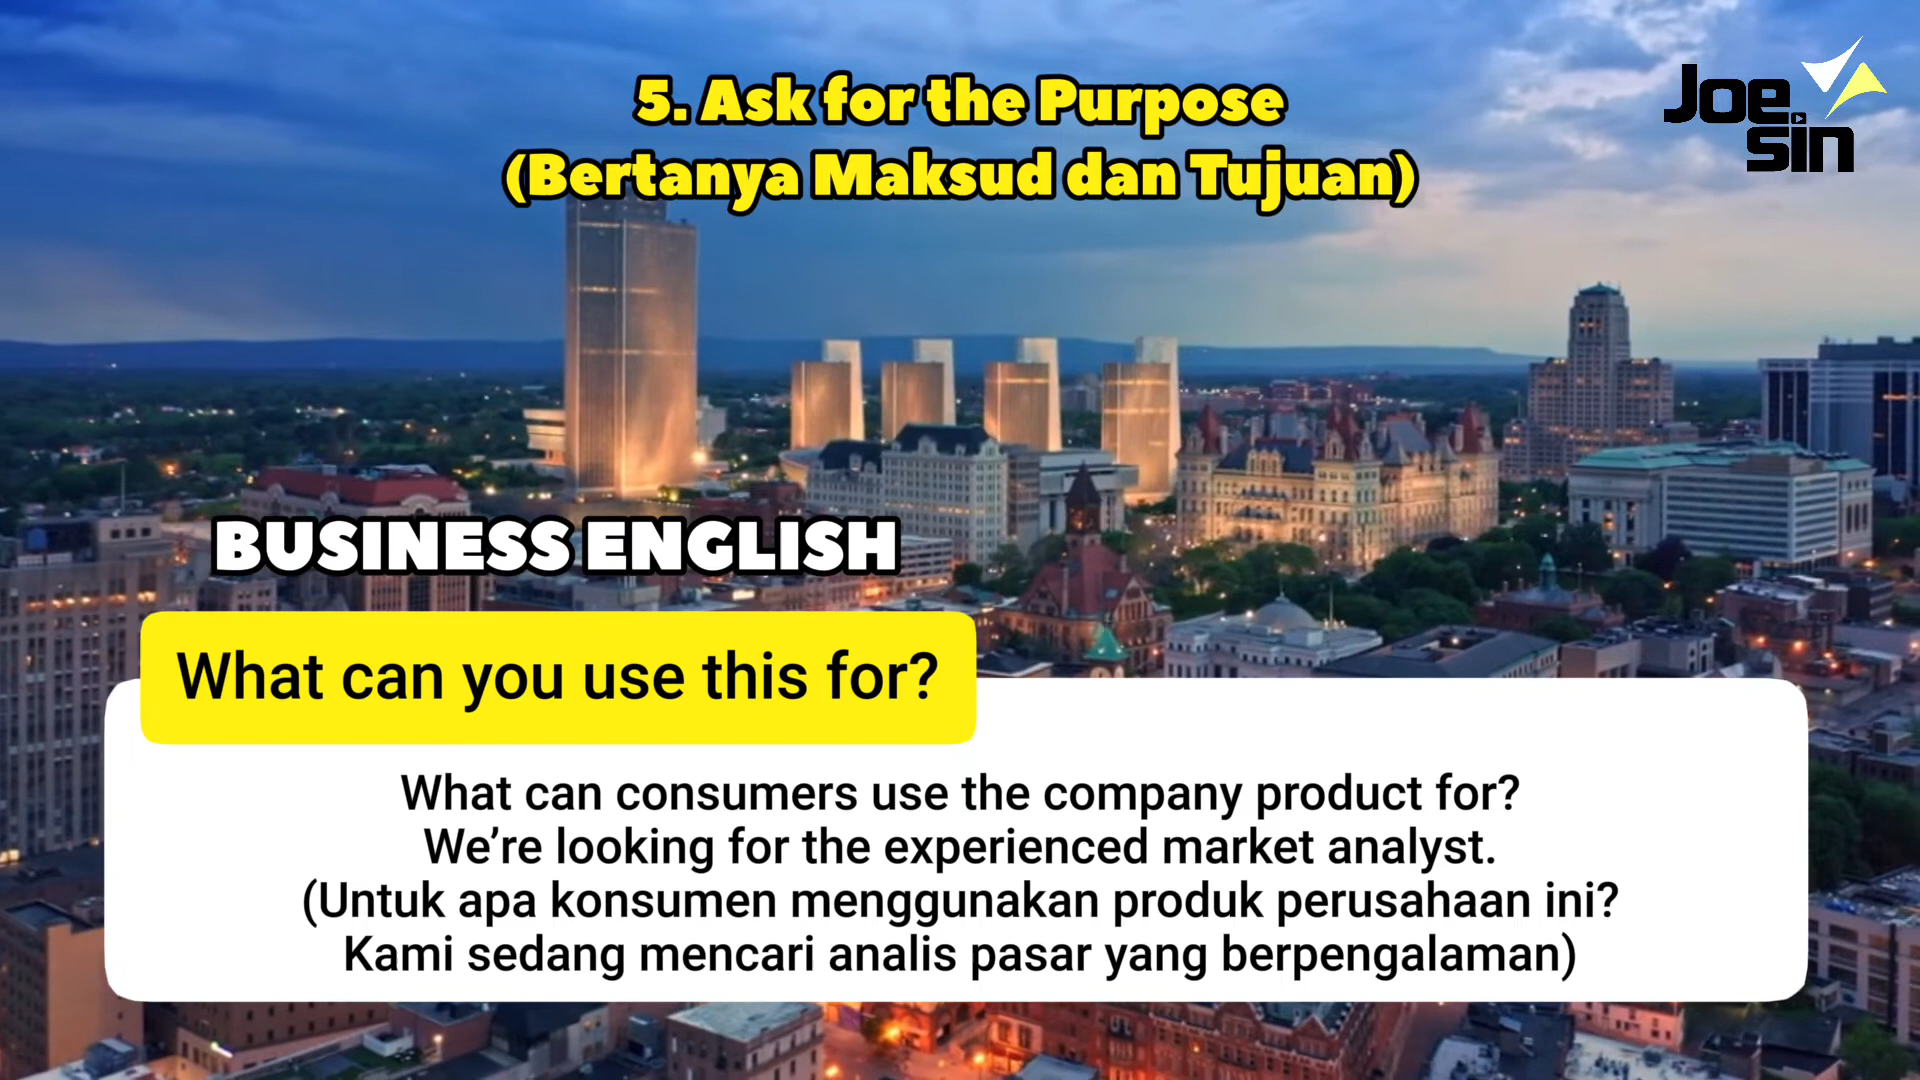 5. Ask for the Purpose
(Bertanya Maksud dan Tujuan)
Joe
sin
BUSINESS ENGLISH
What can you use this for?
What can consumers use the company product for?
We’re looking for the experienced market analyst.
(Untuk apa konsumen menggunakan produk perusahaan ini?
Kami sedang mencari analis pasar yang berpengalaman)